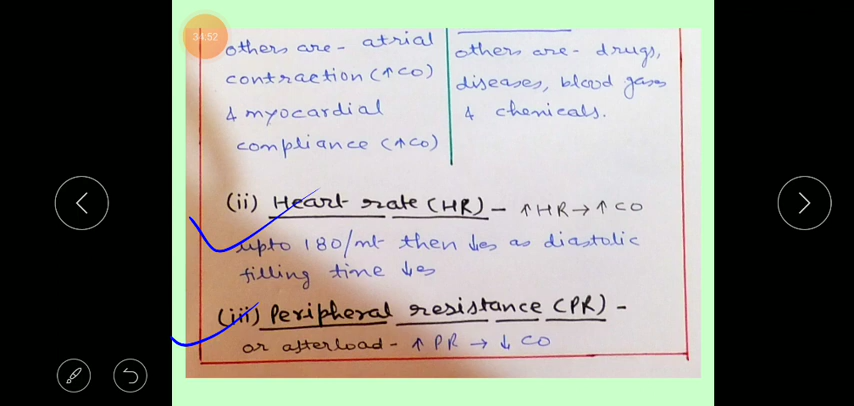 34:52
others are - atrial
contraction (↑CO)
& myocardial
compliance (↑CO)
others are - drugs,
diseases, blood gases
& chemicals.
(ii) Heart rate (HR) - ↑HR → ↑CO
upto 180/mt then ↓es as diastolic
filling time ↓es
(iii) Peripheral resistance (PR) -
or afterload - ↑ PR → ↓ CO